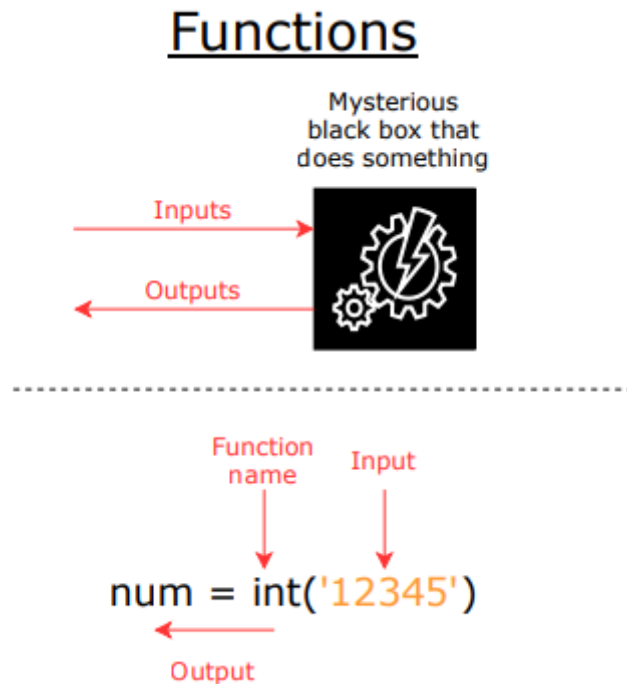 Functions
Mysterious
black box that
does something
Inputs
Outputs
Function
name
Input
num = int('12345')
Output